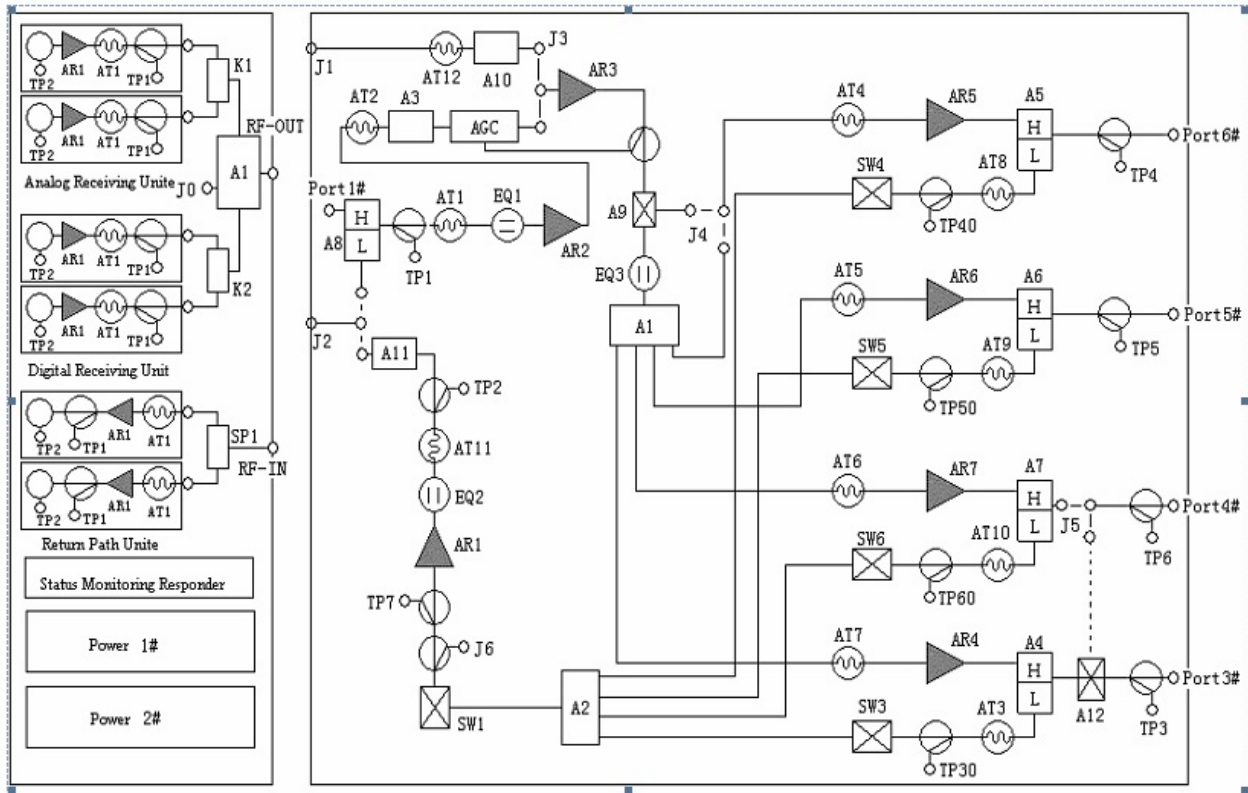 TP2 AR1 AT1 TP1
K1
TP2 AR1 AT1 TP1
Analog Receiving Unite
RF-OUT
A1
J0
TP2 AR1 AT1 TP1
K2
TP2 AR1 AT1 TP1
Digital Receiving Unit
TP2 TP1 AR1 AT1
SP1
RF-IN
TP2 TP1 AR1 AT1
Return Path Unite
Status Monitoring Responder
Power 1#
Power 2#
J1
AT12
A10
J3
AR3
AT2
A3
AGC
Port1#
H
L
A8
TP1
AT1
EQ1
AR2
A9
J4
EQ3
A1
J2
A11
TP2
AT11
EQ2
AR1
TP7
J6
SW1
A2
AT4
AR5
A5
H
L
Port6#
TP4
SW4
TP40
AT8
AT5
AR6
A6
H
L
Port5#
TP5
SW5
TP50
AT9
AT6
AR7
A7
H
L
J5
Port4#
TP6
SW6
TP60
AT10
AT7
AR4
A4
H
L
A12
Port3#
TP3
SW3
TP30
AT3